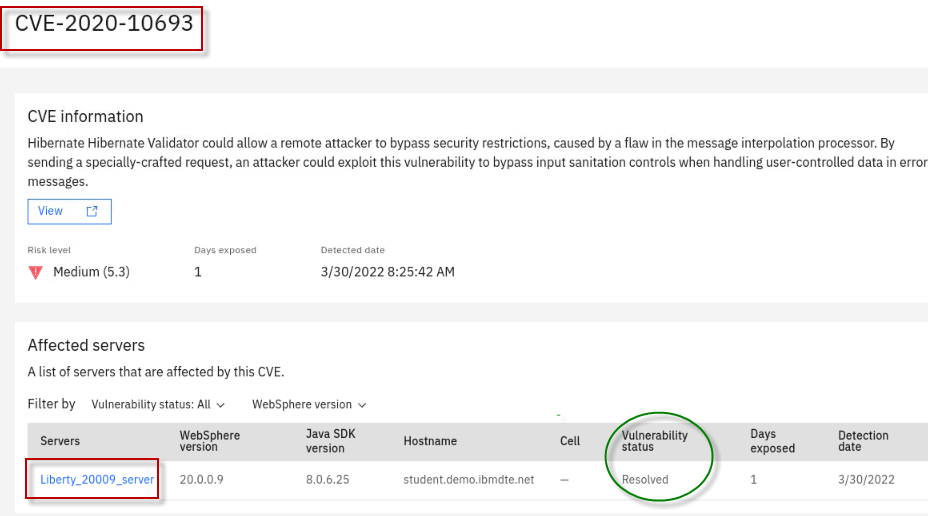 CVE-2020-10693
CVE information
Hibernate Hibernate Validator could allow a remote attacker to bypass security restrictions, caused by a flaw in the message interpolation processor. By
sending a specially-crafted request, an attacker could exploit this vulnerability to bypass input sanitation controls when handling user-controlled data in error
messages.
View
Risk level Days exposed Detected date
Medium (5.3) 1 3/30/2022 8:25:42 AM
Affected servers
A list of servers that are affected by this CVE.
Filter by Vulnerability status: All WebSphere version
Servers WebSphere version Java SDK version Hostname Cell Vulnerability status Days exposed Detection date
Liberty_20009_server 20.0.0.9 8.0.6.25 student.demo.ibmdte.net — Resolved 1 3/30/2022